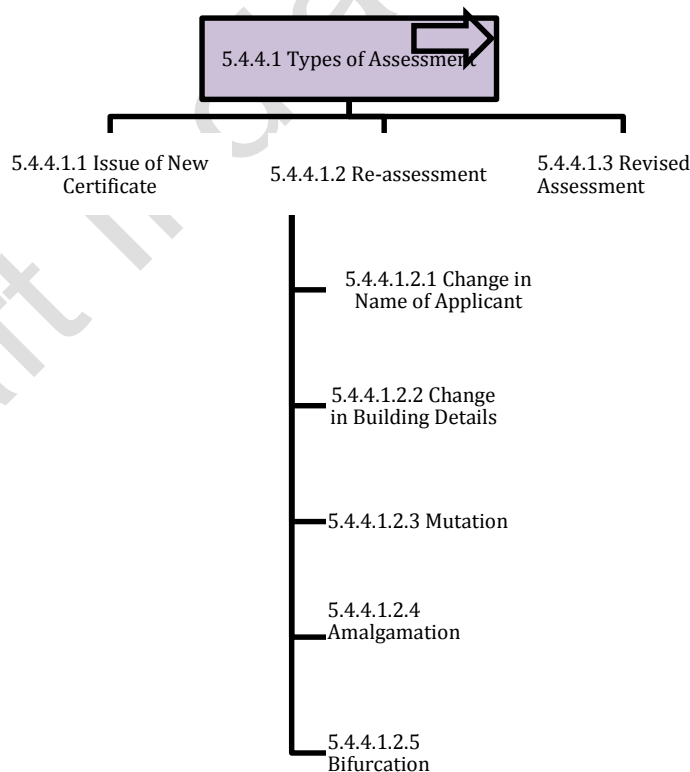 5.4.4.1 Types of Assessment
5.4.4.1.1 Issue of New
Certificate
5.4.4.1.2 Re-assessment
5.4.4.1.3 Revised
Assessment
5.4.4.1.2.1 Change in
Name of Applicant
5.4.4.1.2.2 Change
in Building Details
5.4.4.1.2.3 Mutation
5.4.4.1.2.4
Amalgamation
5.4.4.1.2.5
Bifurcation